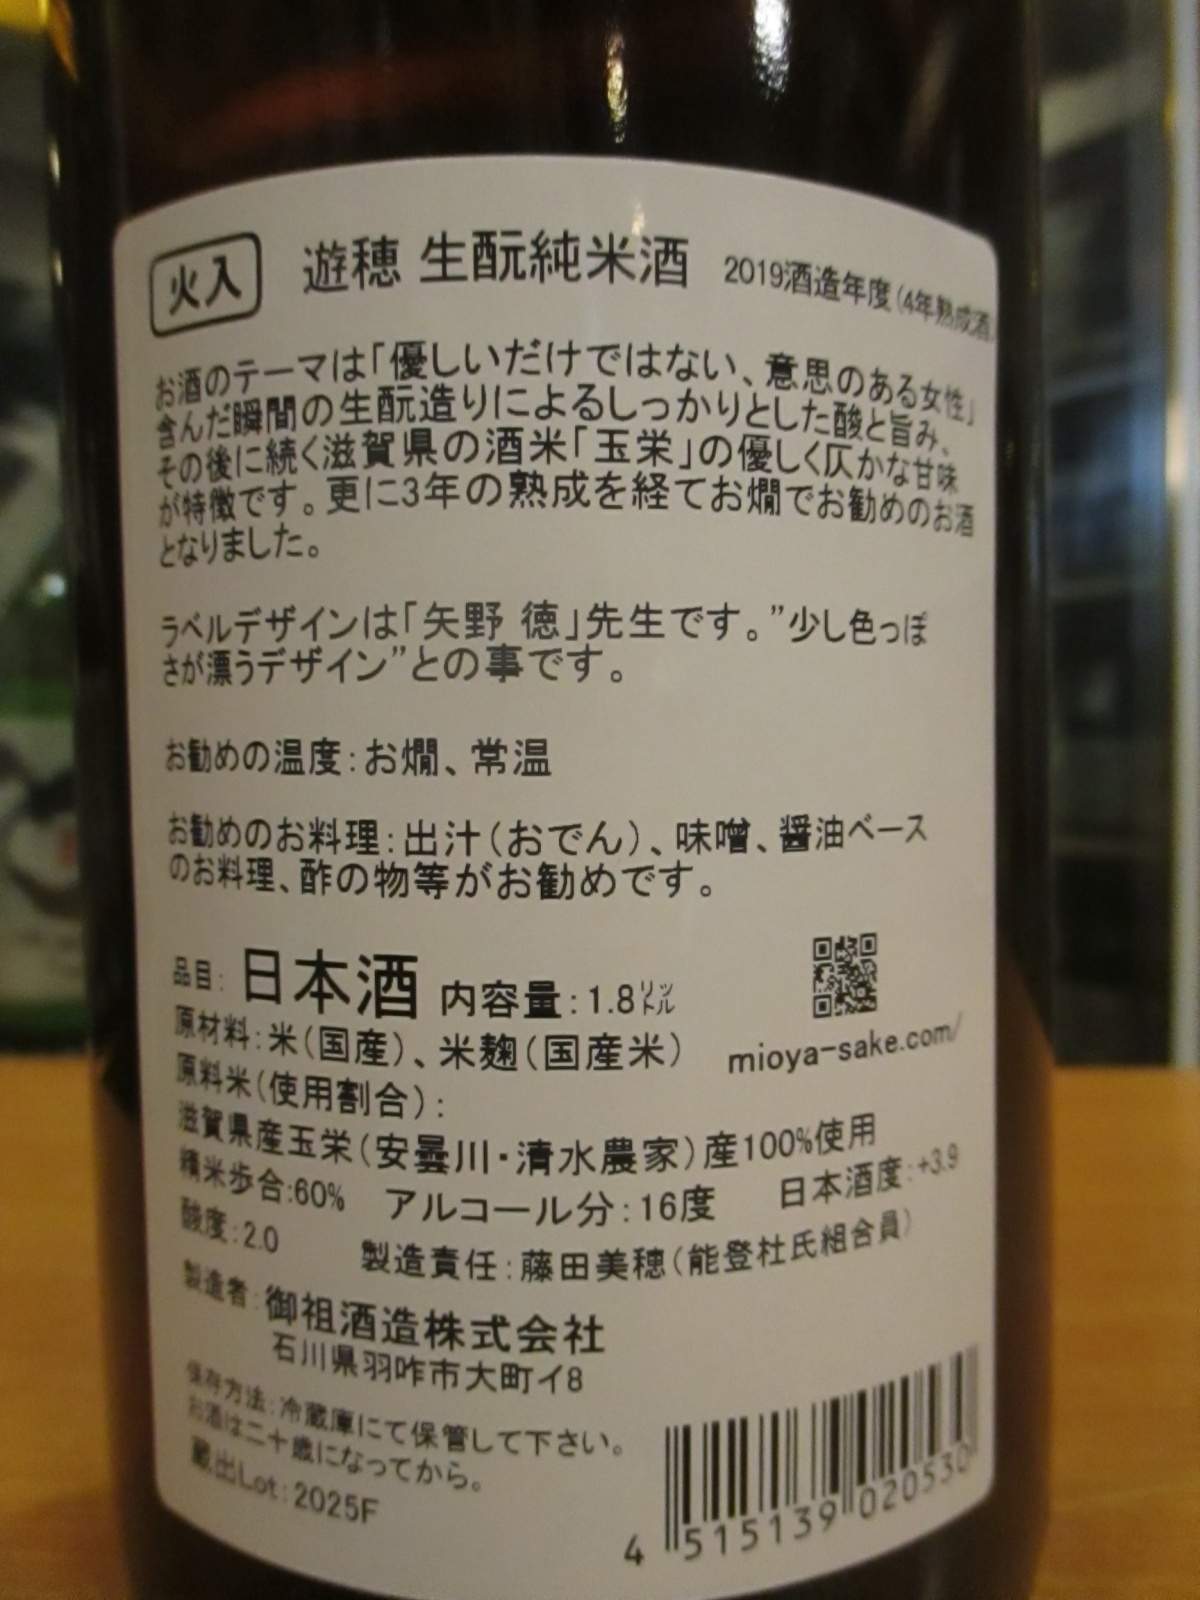 火入 遊穂 生酛純米酒 2019酒造年度(4年熟成酒)
お酒のテーマは「優しいだけではない、意思のある女性」
含んだ瞬間の生酛造りによるしっかりとした酸と旨み、
その後に続く滋賀県の酒米「玉栄」の優しく仄かな甘味
が特徴です。更に3年の熟成を経てお燗でお勧めのお酒
となりました。
ラベルデザインは「矢野 徳」先生です。”少し色っぽ
さが漂うデザイン”との事です。
お勧めの温度:お燗、常温
お勧めのお料理:出汁(おでん)、味噌、醤油ベース
のお料理、酢の物等がお勧めです。
品目:日本酒 内容量:1.8リットル
原材料:米(国産)、米麹(国産米)
mioya-sake.com/
原料米(使用割合):
滋賀県産玉栄(安曇川・清水農家)産100%使用
精米歩合:60% アルコール分:16度 日本酒度:+3.9
酸度:2.0 製造責任:藤田美穂(能登杜氏組合員)
製造者:御祖酒造株式会社
石川県羽咋市大町イ8
保存方法:冷蔵庫にて保管して下さい。
お酒は二十歳になってから。
蔵出Lot:2025F
4 515139 020530